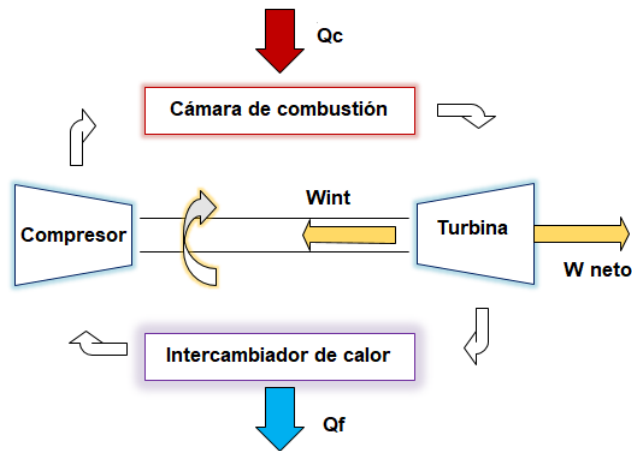 Qc
Cámara de combustión
Wint
Compresor
Turbina
W neto
Intercambiador de calor
Qf